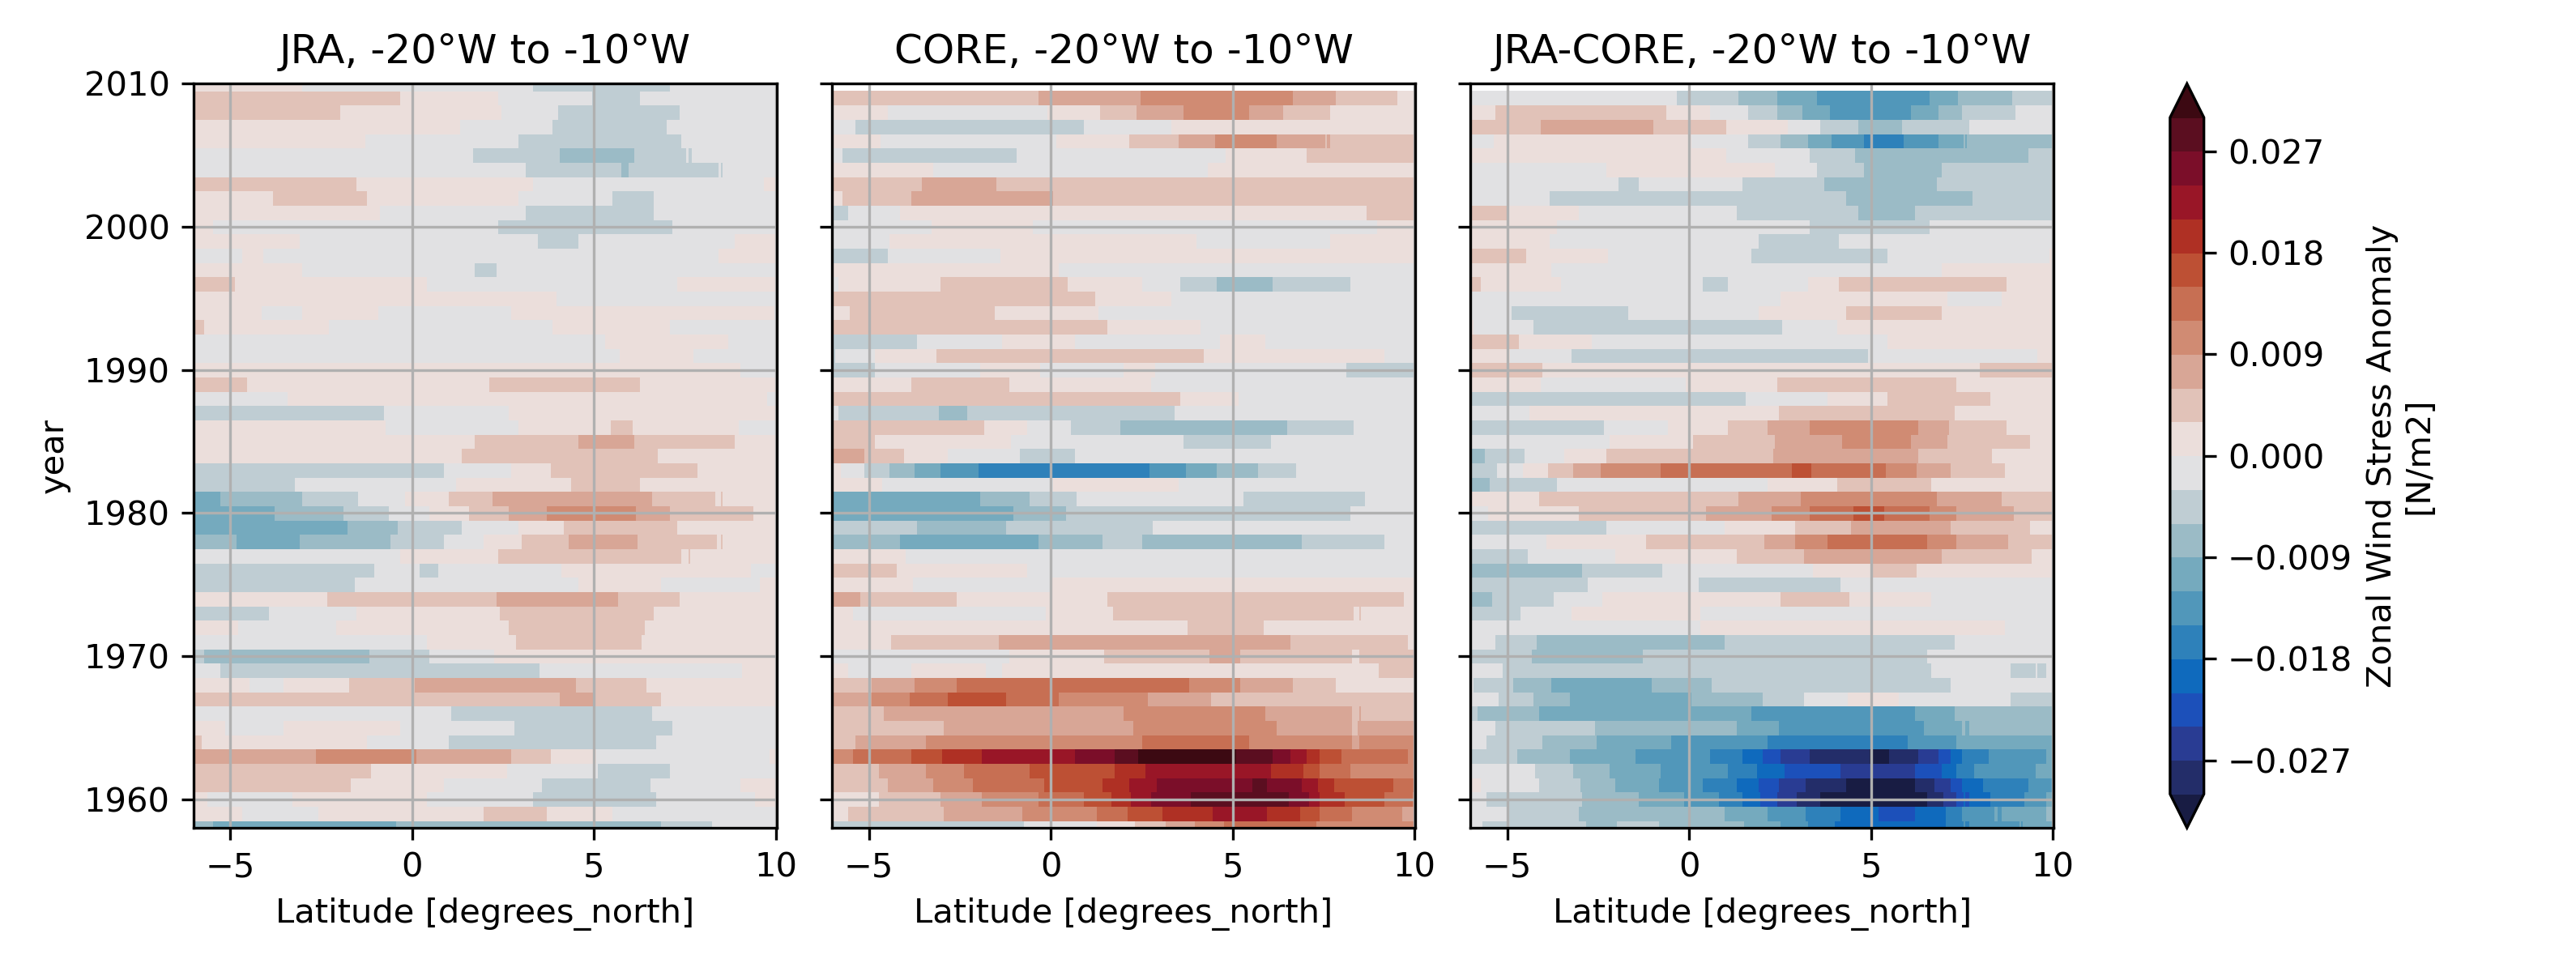 JRA, -20°W to -10°W
CORE, -20°W to -10°W
JRA-CORE, -20°W to -10°W
2010
2000
1990
1980
1970
1960
year
−5 0 5 10
−5 0 5 10
−5 0 5 10
Latitude [degrees_north]
Latitude [degrees_north]
Latitude [degrees_north]
0.027
0.018
0.009
0.000
−0.009
−0.018
−0.027
Zonal Wind Stress Anomaly
[N/m2]